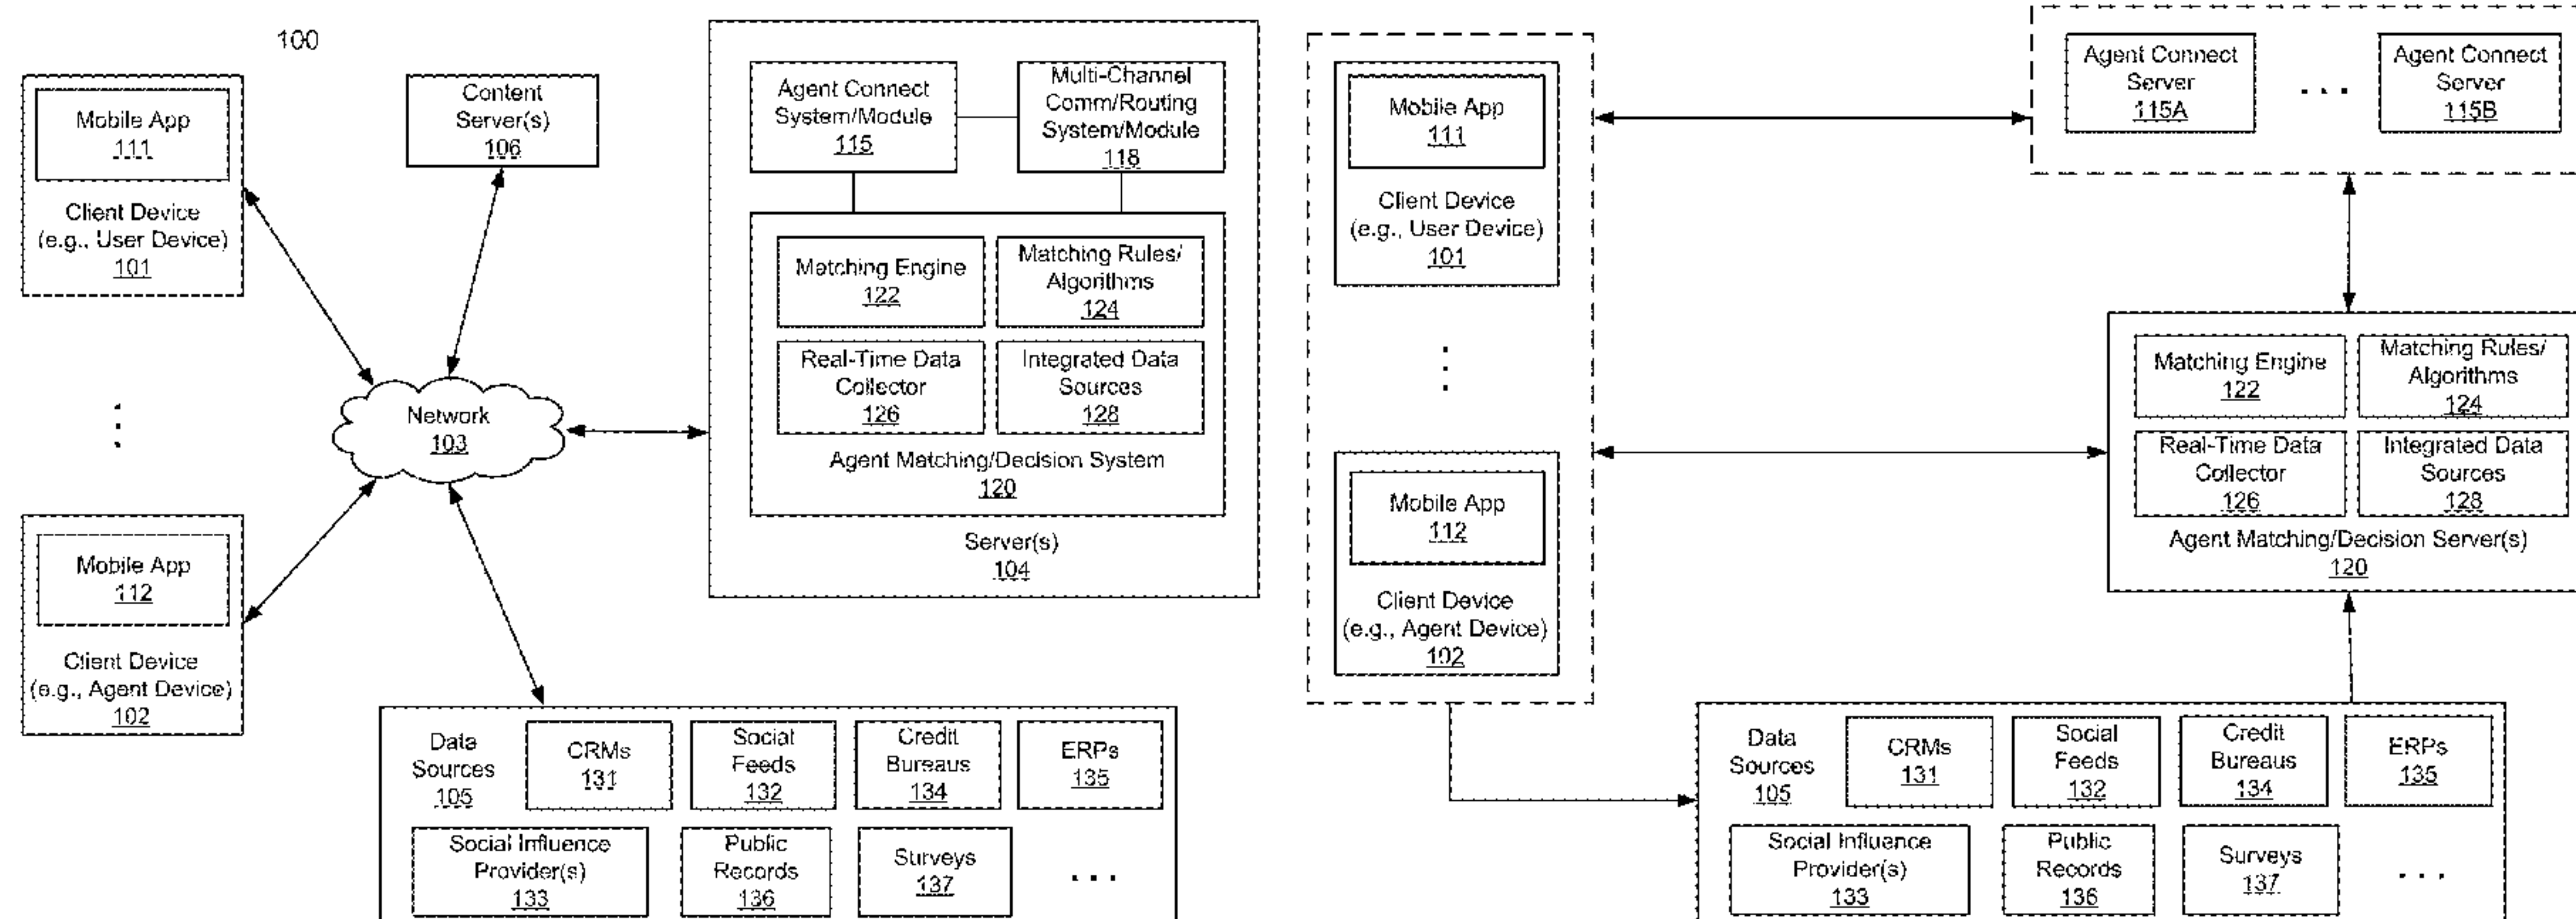 100
Mobile App
111
Client Device
(e.g., User Device)
101
Content
Server(s)
106
Network
103
Mobile App
112
Client Device
(e.g., Agent Device)
102
Agent Connect
System/Module
115
Multi-Channel
Comm/Routing
System/Module
118
Matching Engine
122
Matching Rules/
Algorithms
124
Real-Time Data
Collector
126
Integrated Data
Sources
128
Agent Matching/Decision System
120
Server(s)
104
Data
Sources
105
CRMs
131
Social
Feeds
132
Credit
Bureaus
134
ERPs
135
Social Influence
Provider(s)
133
Public
Records
136
Surveys
137
Mobile App
111
Client Device
(e.g., User Device)
101
Mobile App
112
Client Device
(e.g., Agent Device)
102
Agent Connect
Server
115A
Agent Connect
Server
115B
Matching Engine
122
Matching Rules/
Algorithms
124
Real-Time Data
Collector
126
Integrated Data
Sources
128
Agent Matching/Decision Server(s)
120
Data
Sources
105
CRMs
131
Social
Feeds
132
Credit
Bureaus
134
ERPs
135
Social Influence
Provider(s)
133
Public
Records
136
Surveys
137